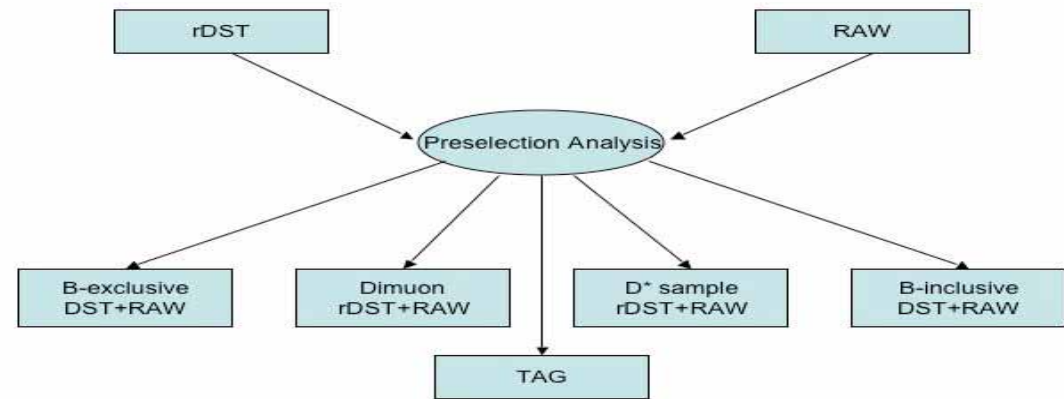 rDST
RAW
Preselection Analysis
B-exclusive
DST+RAW
Dimuon
rDST+RAW
D* sample
rDST+RAW
B-inclusive
DST+RAW
TAG